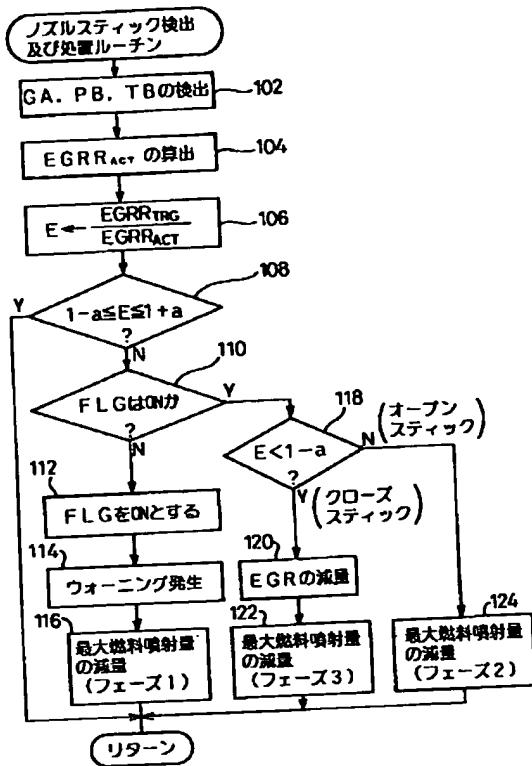 ノズルスティック検出
及び処置ルーチン
GA．PB．TBの検出
102
EGRRACT の算出
104
E← EGRRTRG
EGRRACT
106
108
Y
1−a≦E≦1+a
?
N
110
FLGはONか
Y
?
N
118
E<1−a
N
(オープン
スティック)
?
Y
(クローズ
スティック)
112
FLGをONとする
114
ウォーニング発生
116
最大燃料噴射量
の減量
(フェーズ1)
120
EGRの減量
122
最大燃料噴射量
の減量
(フェーズ3)
124
最大燃料噴射量
の減量
(フェーズ2)
リターン